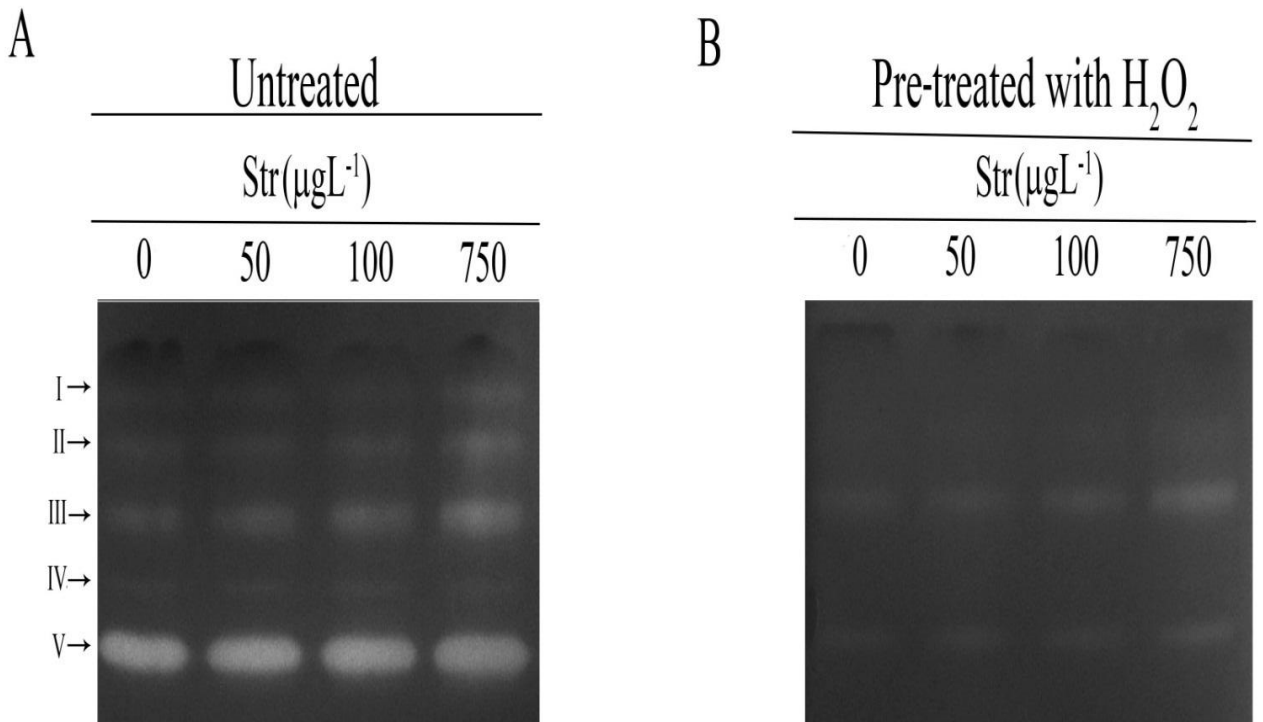 A
Untreated
Str(µgL⁻¹)
0 50 100 750
I→
II→
III→
IV→
V→
B
Pre-treated with H₂O₂
Str(µgL⁻¹)
0 50 100 750